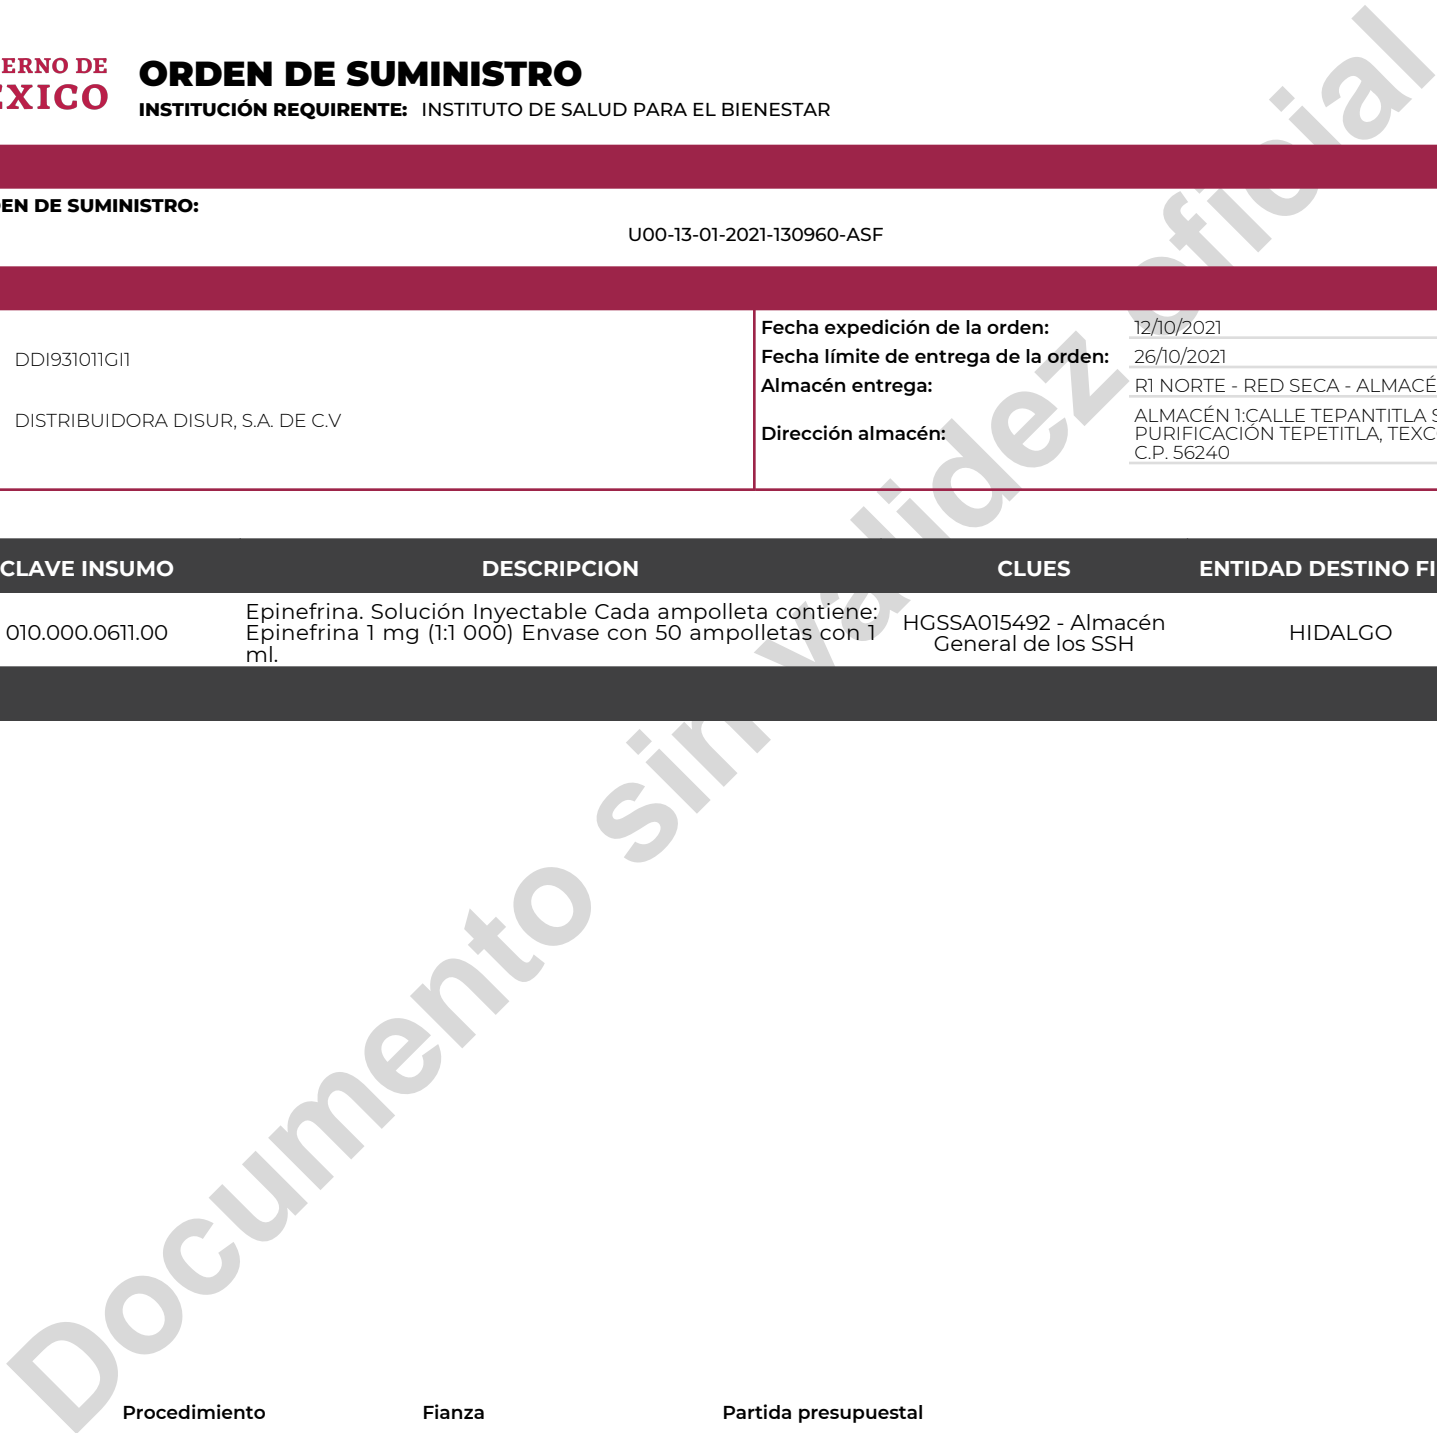 ERNO DE
ÉXICO
ORDEN DE SUMINISTRO
INSTITUCIÓN REQUIRENTE: INSTITUTO DE SALUD PARA EL BIENESTAR
EN DE SUMINISTRO:
U00-13-01-2021-130960-ASF
DDI931011GI1
DISTRIBUIDORA DISUR, S.A. DE C.V
Fecha expedición de la orden: 12/10/2021
Fecha límite de entrega de la orden: 26/10/2021
Almacén entrega: R1 NORTE - RED SECA - ALMACÉ
Dirección almacén:
ALMACÉN 1:CALLE TEPANTITLA S
PURIFICACIÓN TEPETITLA, TEXC
C.P. 56240
CLAVE INSUMO DESCRIPCION CLUES ENTIDAD DESTINO FI
010.000.0611.00
Epinefrina. Solución Inyectable Cada ampolleta contiene:
Epinefrina 1 mg (1:1 000) Envase con 50 ampolletas con 1
ml.
HGSSA015492 - Almacén
General de los SSH
HIDALGO
Documento sin validez oficial
Procedimiento Fianza Partida presupuestal